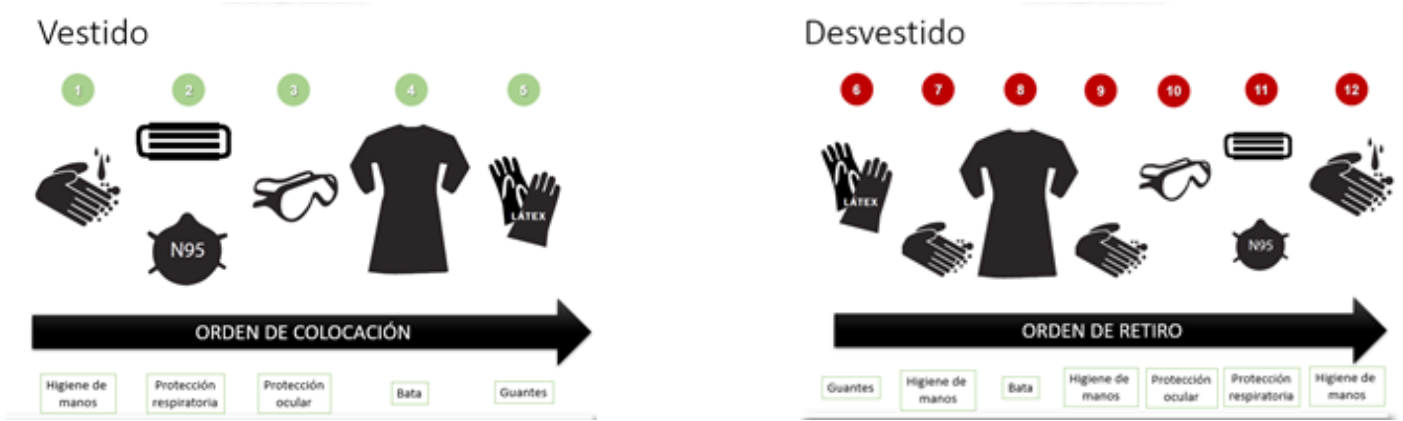 Vestido
1 2 3 4 5
N95
LÁTEX
ORDEN DE COLOCACIÓN
Higiene de
manos
Protección
respiratoria
Protección
ocular
Bata
Guantes
Desvestido
6 7 8 9 10 11 12
LÁTEX
N95
ORDEN DE RETIRO
Guantes
Higiene de
manos
Bata
Higiene de
manos
Protección
ocular
Protección
respiratoria
Higiene de
manos